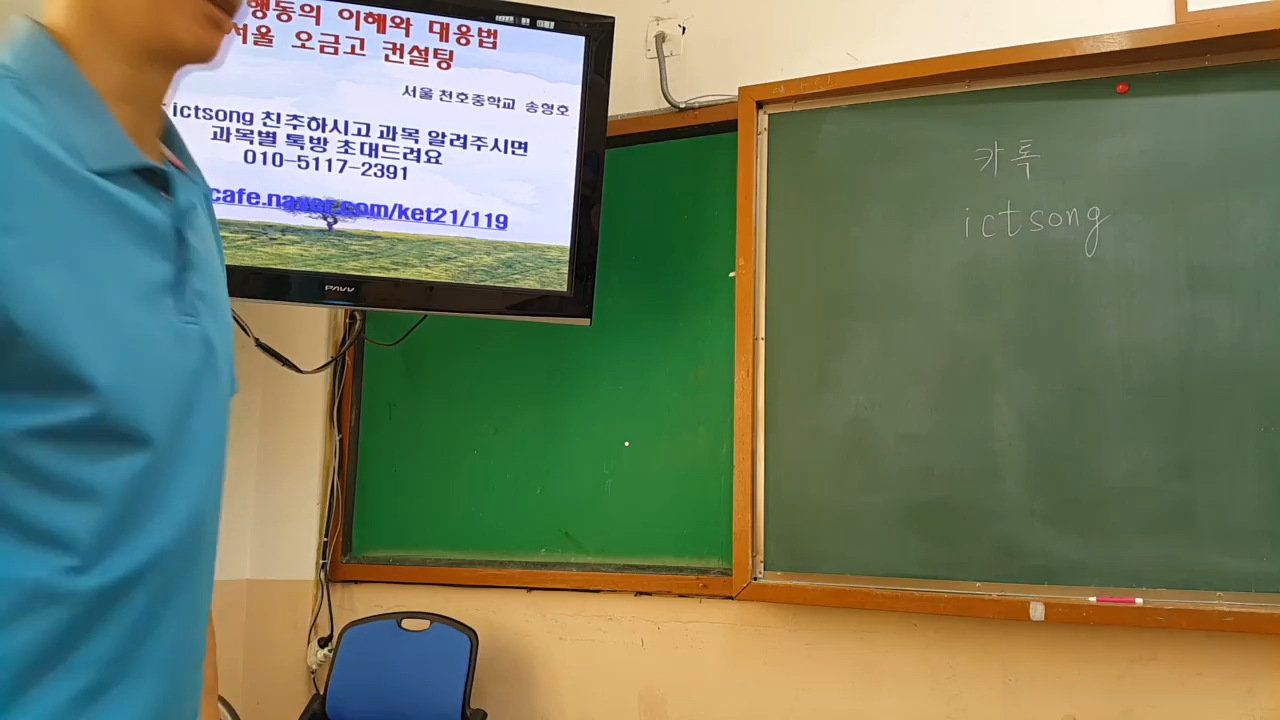 행동의 이해와 대응법
서울 오금고 컨설팅
서울 천호중학교 송형호
ictsong 친추하시고 과목 알려주시면
과목별 톡방 초대드려요
010-5117-2391
cafe.naver.com/ket21/119
카톡
ictsong